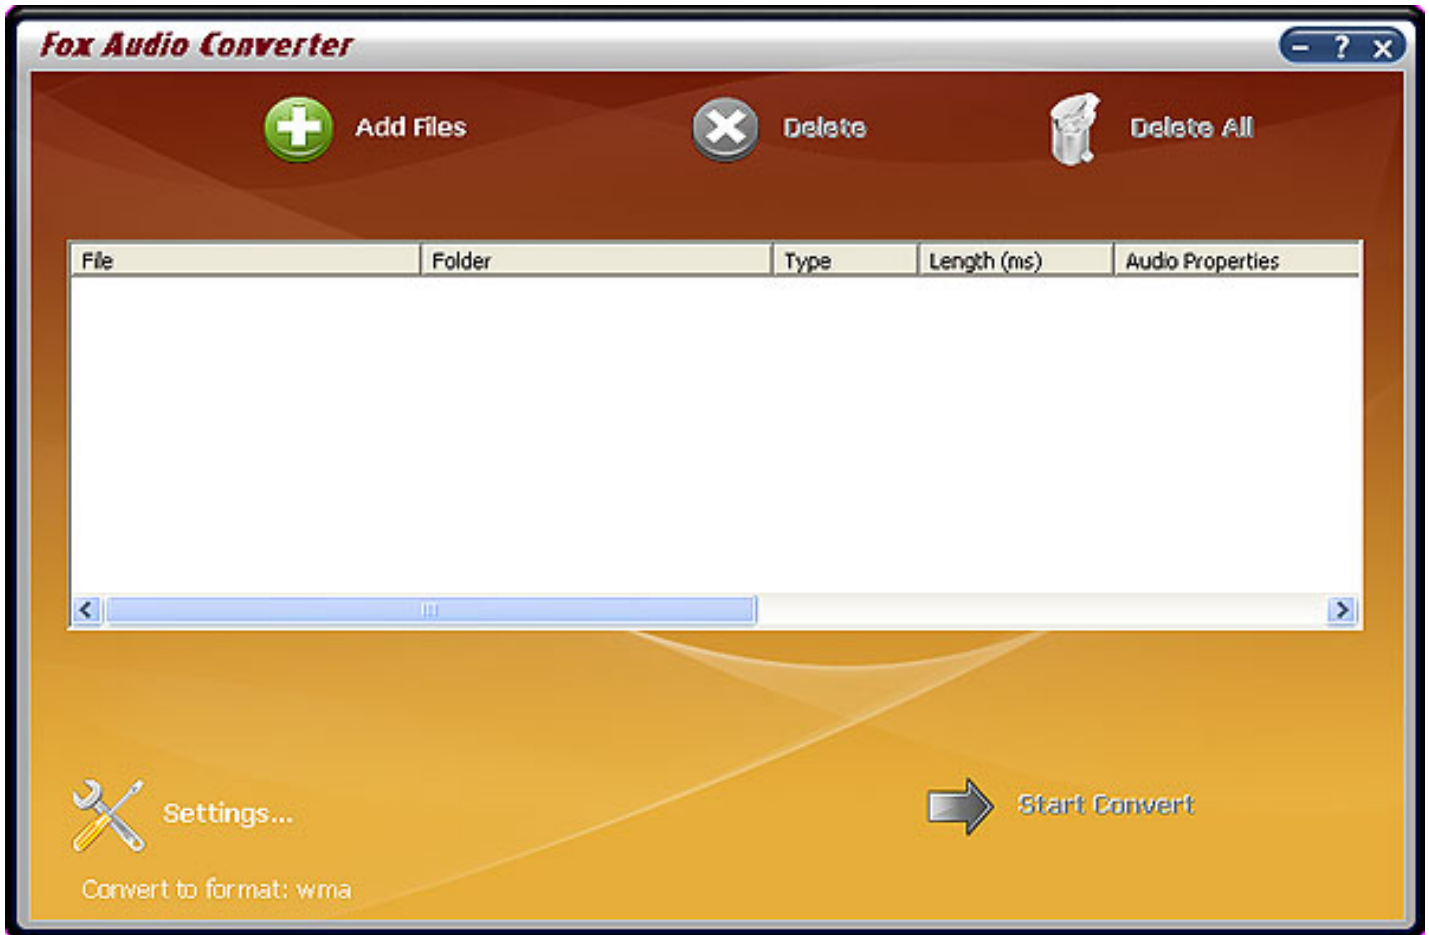 Fox Audio Converter
- ? x
Add Files Delete Delete All
File Folder Type Length (ms) Audio Properties
Settings... Start Convert
Convert to format: wma